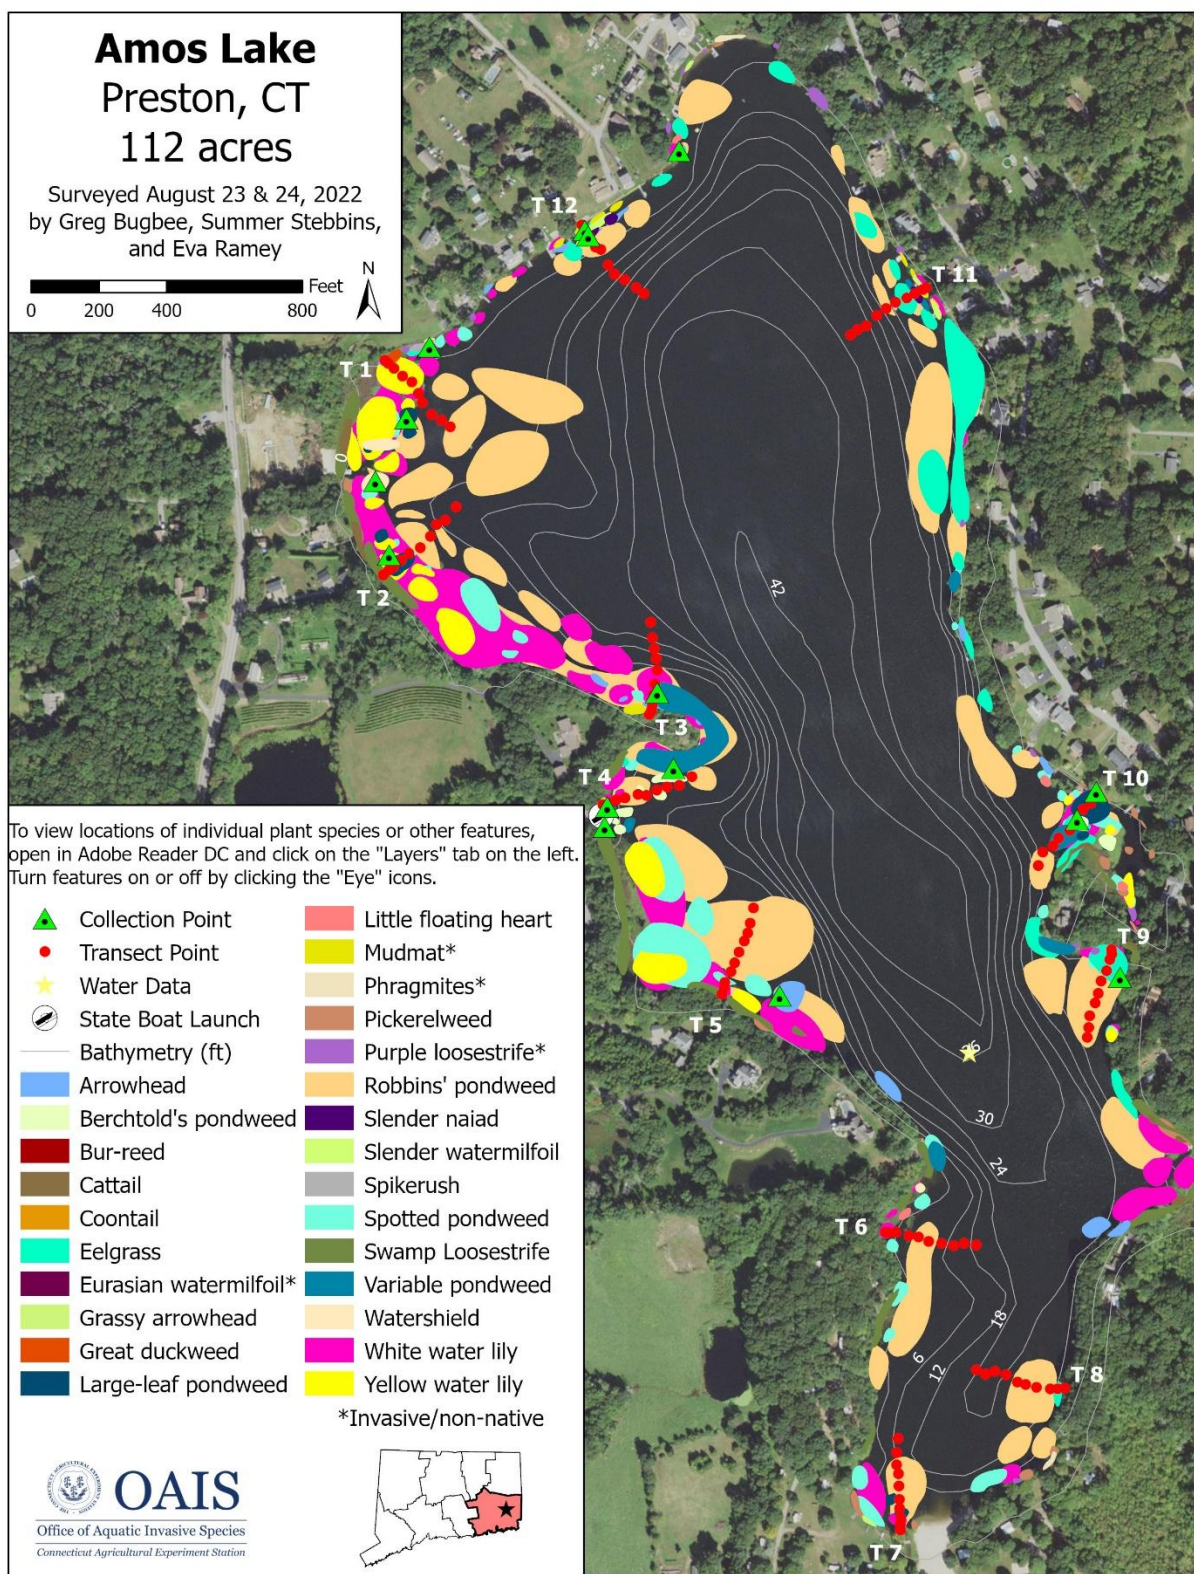 Amos Lake
Preston, CT
112 acres
Surveyed August 23 & 24, 2022
by Greg Bugbee, Summer Stebbins,
and Eva Ramey
N
Feet
0 200 400 800
T 12
T 11
T 1
0
T 2
42
T 3
T 4
T 10
T 9
T 5
36
30
24
T 6
18
6
12
T 8
T 7
To view locations of individual plant species or other features,
open in Adobe Reader DC and click on the "Layers" tab on the left.
Turn features on or off by clicking the "Eye" icons.
Collection Point
Transect Point
Water Data
State Boat Launch
Bathymetry (ft)
Arrowhead
Berchtold's pondweed
Bur-reed
Cattail
Coontail
Eelgrass
Eurasian watermilfoil*
Grassy arrowhead
Great duckweed
Large-leaf pondweed
Little floating heart
Mudmat*
Phragmites*
Pickerelweed
Purple loosestrife*
Robbins' pondweed
Slender naiad
Slender watermilfoil
Spikerush
Spotted pondweed
Swamp Loosestrife
Variable pondweed
Watershield
White water lily
Yellow water lily
*Invasive/non-native
OAIS
Office of Aquatic Invasive Species
Connecticut Agricultural Experiment Station